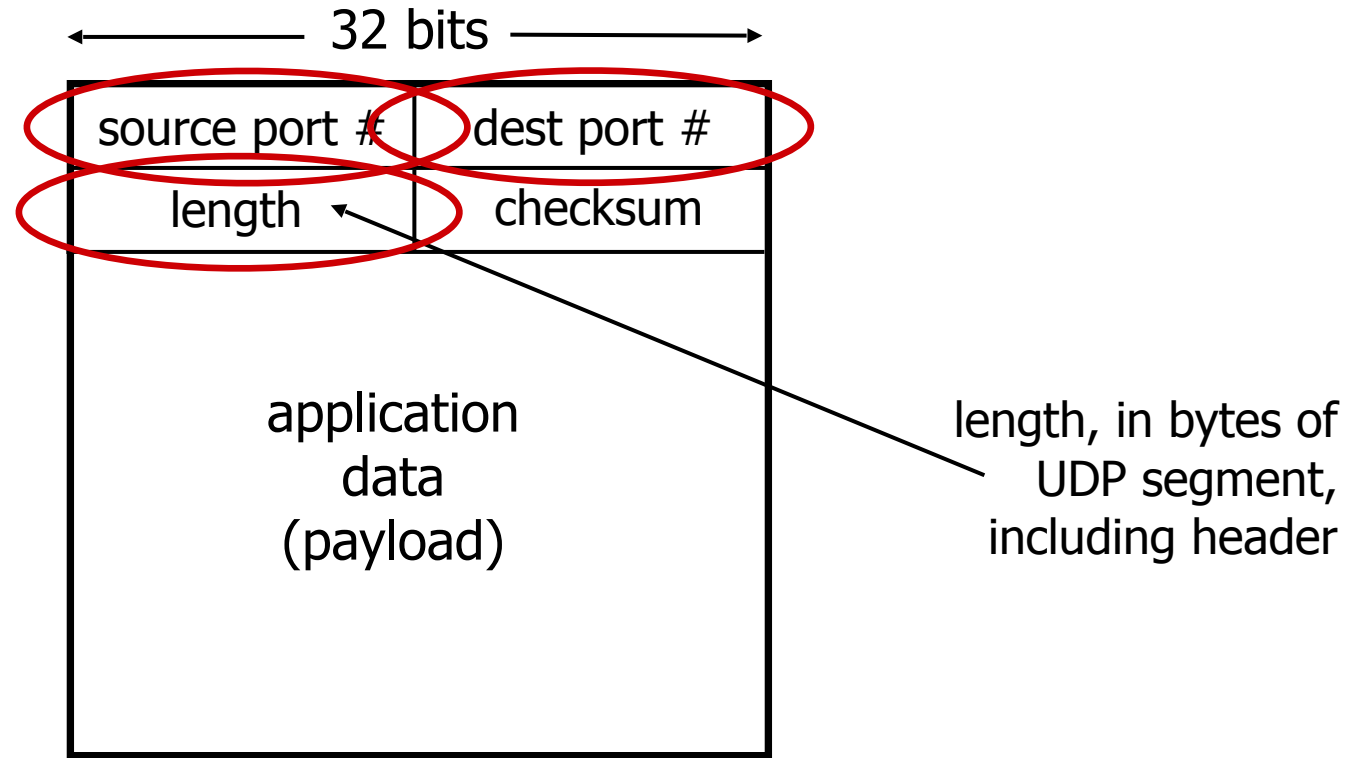 32 bits
source port #
dest port #
length
checksum
application
data
(payload)
length, in bytes of
UDP segment,
including header